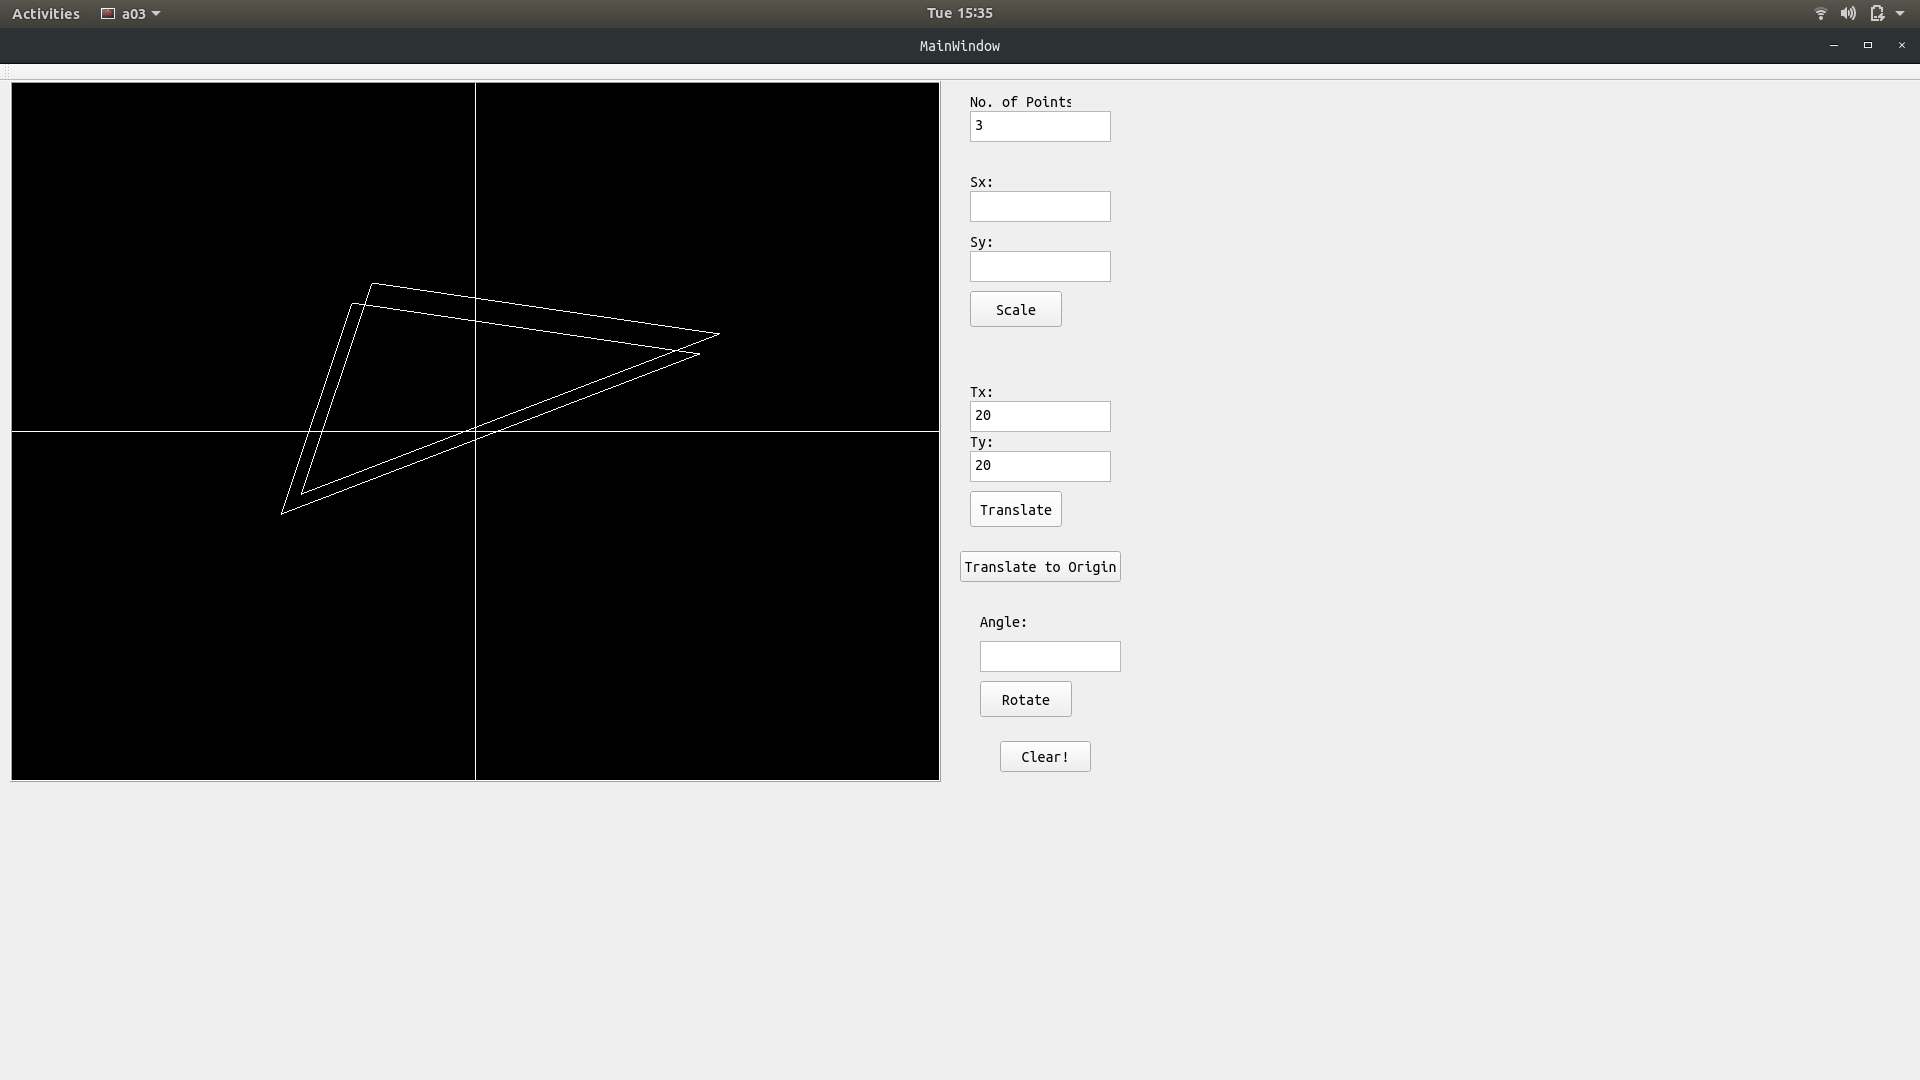 Activities a03 Tue 15:35
MainWindow
No. of Points
3
Sx:
Sy:
Scale
Tx:
20
Ty:
20
Translate
Translate to Origin
Angle:
Rotate
Clear!